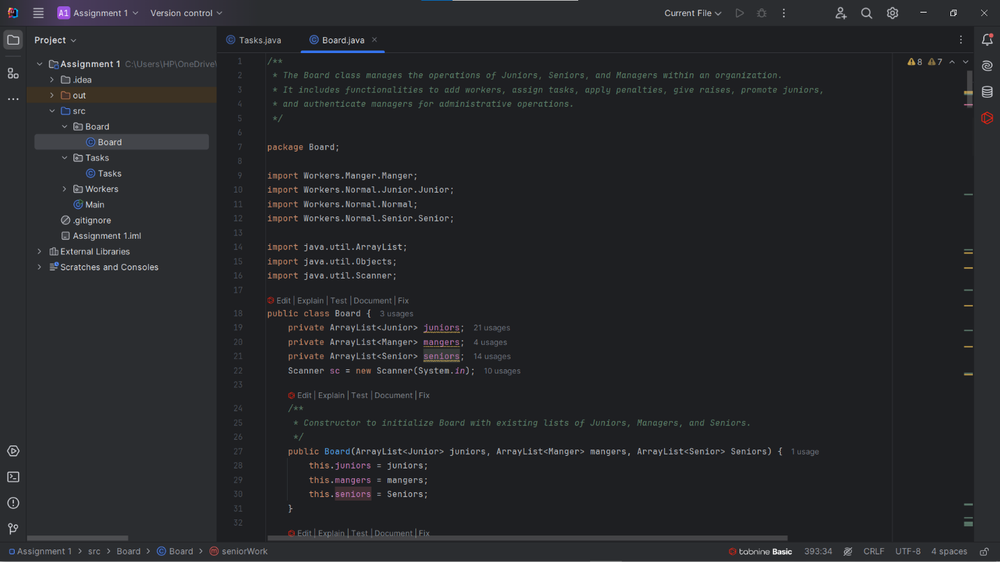 A1 Assignment 1 Version control Current File
Project
Assignment 1 C:\Users\HP\OneDrive\
.idea
out
src
Board
Board
Tasks
Tasks
Workers
Main
.gitignore
Assignment 1.iml
External Libraries
Scratches and Consoles
Tasks.java Board.java
8 7
1 /**
2 * The Board class manages the operations of Juniors, Seniors, and Managers within an organization.
3 * It includes functionalities to add workers, assign tasks, apply penalties, give raises, promote juniors,
4 * and authenticate managers for administrative operations.
5 */
6
7 package Board;
8
9 import Workers.Manger.Manger;
10 import Workers.Normal.Junior.Junior;
11 import Workers.Normal.Normal;
12 import Workers.Normal.Senior.Senior;
13
14 import java.util.ArrayList;
15 import java.util.Objects;
16 import java.util.Scanner;
17
Edit | Explain | Test | Document | Fix
18 public class Board { 3 usages
19 private ArrayList<Junior> juniors; 21 usages
20 private ArrayList<Manger> mangers; 4 usages
21 private ArrayList<Senior> seniors; 14 usages
22 Scanner sc = new Scanner(System.in); 10 usages
23
Edit | Explain | Test | Document | Fix
24 /**
25 * Constructor to initialize Board with existing lists of Juniors, Managers, and Seniors.
26 */
27 public Board(ArrayList<Junior> juniors, ArrayList<Manger> mangers, ArrayList<Senior> Seniors) { 1 usage
28 this.juniors = juniors;
29 this.mangers = mangers;
30 this.seniors = Seniors;
31 }
32
Edit | Explain | Test | Document | Fix
Assignment 1 > src > Board > Board > seniorWork tabnine Basic 393:34 CRLF UTF-8 4 spaces